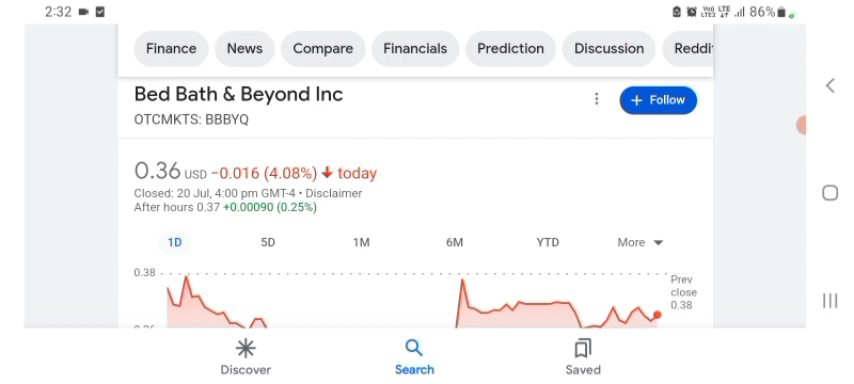 2:32 VoO LTE LTE2 86%
Finance News Compare Financials Prediction Discussion Reddi
Bed Bath & Beyond Inc
+ Follow
OTCMKTS: BBBYQ
0.36 USD −0.016 (4.08%) today
Closed: 20 Jul, 4:00 pm GMT-4 • Disclaimer
After hours 0.37 +0.00090 (0.25%)
1D 5D 1M 6M YTD More
0.38
Prev
close
0.38
Discover Search Saved